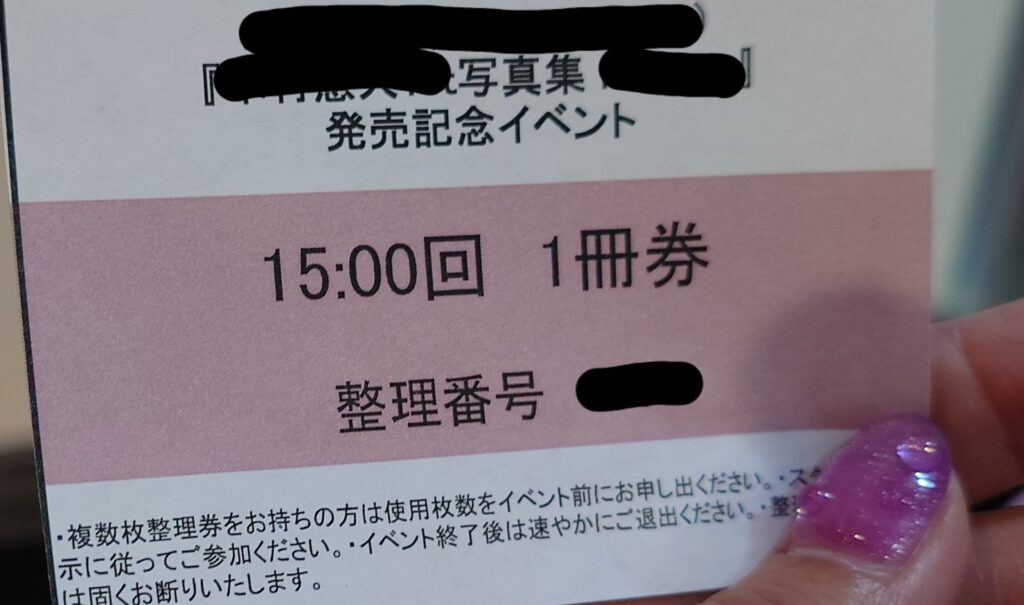 『写真集 』
発売記念イベント
15:00回 1冊券
整理番号
・複数枚整理券をお持ちの方は使用枚数をイベント前にお申し出ください。・スタ
示に従ってご参加ください。・イベント終了後は速やかにご退出ください。・整
は固くお断りいたします。